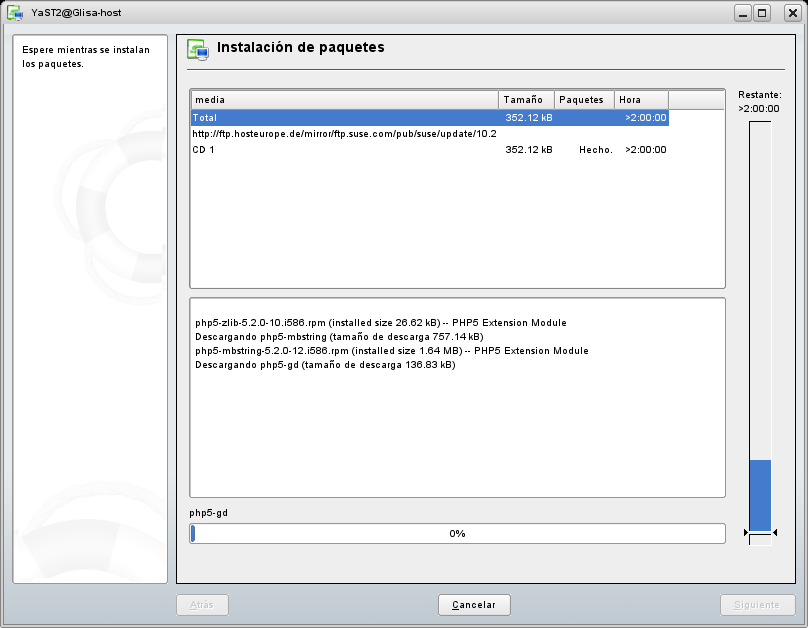 YaST2@Glisa-host
Espere mientras se instalan
los paquetes.
Instalación de paquetes
media Tamaño Paquetes Hora
Total 352.12 kB >2:00:00
http://ftp.hosteurope.de/mirror/ftp.suse.com/pub/suse/update/10.2
CD 1 352.12 kB Hecho. >2:00:00
Restante:
>2:00:00
php5-zlib-5.2.0-10.i586.rpm (installed size 26.62 kB) -- PHP5 Extension Module
Descargando php5-mbstring (tamaño de descarga 757.14 kB)
php5-mbstring-5.2.0-12.i586.rpm (installed size 1.64 MB) -- PHP5 Extension Module
Descargando php5-gd (tamaño de descarga 136.83 kB)
php5-gd
0%
Atrás Cancelar Siguiente